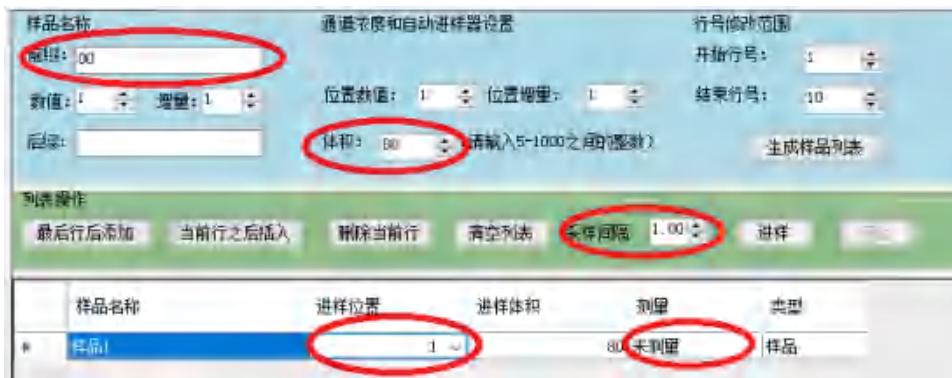 样品名称 通道浓度和自动进样器设置 行号修改范围
前缀: 00 开始行号: 1
数值: 1 增量: 1 位置数值: 1 位置增量: 1 结束行号: 10
后缀: 体积: 80 (请输入5-1000之间的整数) 生成样品列表
列表操作
最后行后添加 当前行之后插入 删除当前行 清空列表 采样间隔 1.00 进样
样品名称 进样位置 进样体积 测量 类型
样品1 1 80 未测量 样品